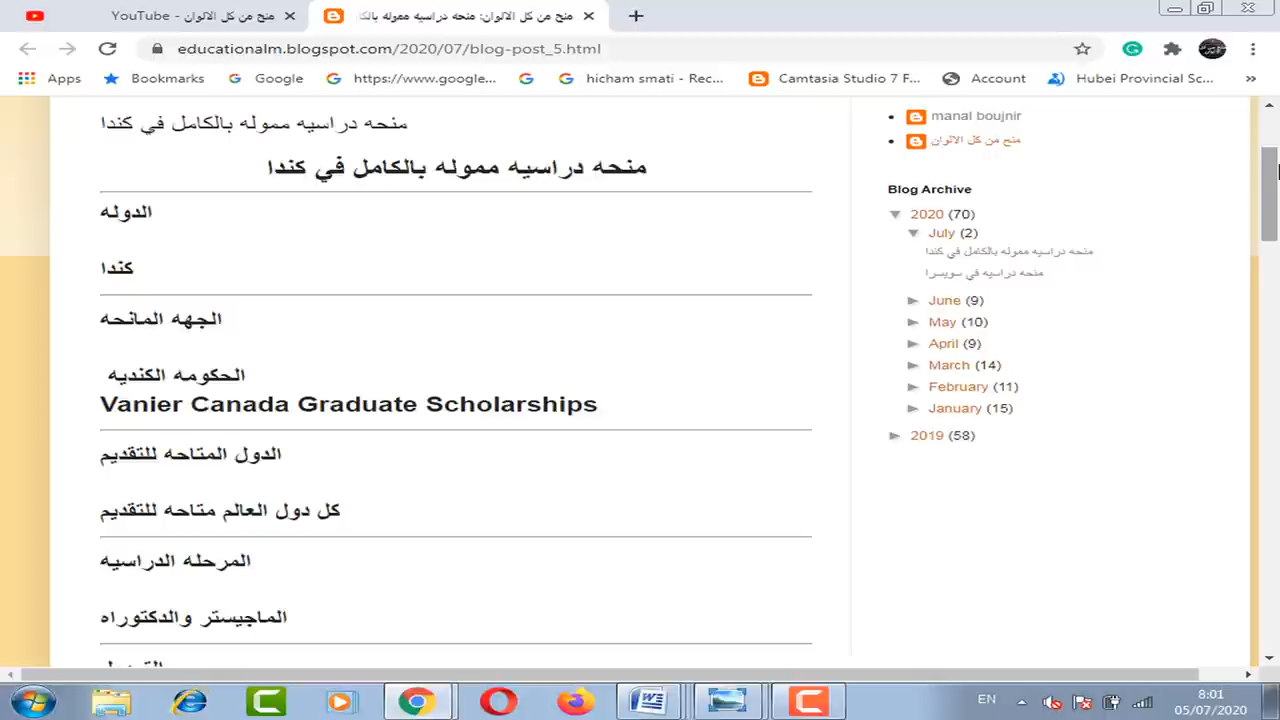 منح من كل الالوان - YouTube
منحه دراسيه مموله بالكا :منح من كل الالوان
educationalm.blogspot.com/2020/07/blog-post_5.html
Apps
Bookmarks
Google
https://www.google...
hicham smati - Rec...
Camtasia Studio 7 F...
Account
Hubei Provincial Sc...
»
منحه دراسيه مموله بالكامل في كندا
منحه دراسيه مموله بالكامل في كندا
الدوله
كندا
الجهه المانحه
الحكومه الكنديه
Vanier Canada Graduate Scholarships
الدول المتاحه للتقديم
كل دول العالم متاحه للتقديم
المرحله الدراسيه
الماجيستر والدكتوراه
manal boujnir
منح من كل الالوان
Blog Archive
2020 (70)
July (2)
منحه دراسيه مموله بالكامل في كندا
منحه دراسيه في سويسرا
June (9)
May (10)
April (9)
March (14)
February (11)
January (15)
2019 (58)
EN
8:01
05/07/2020